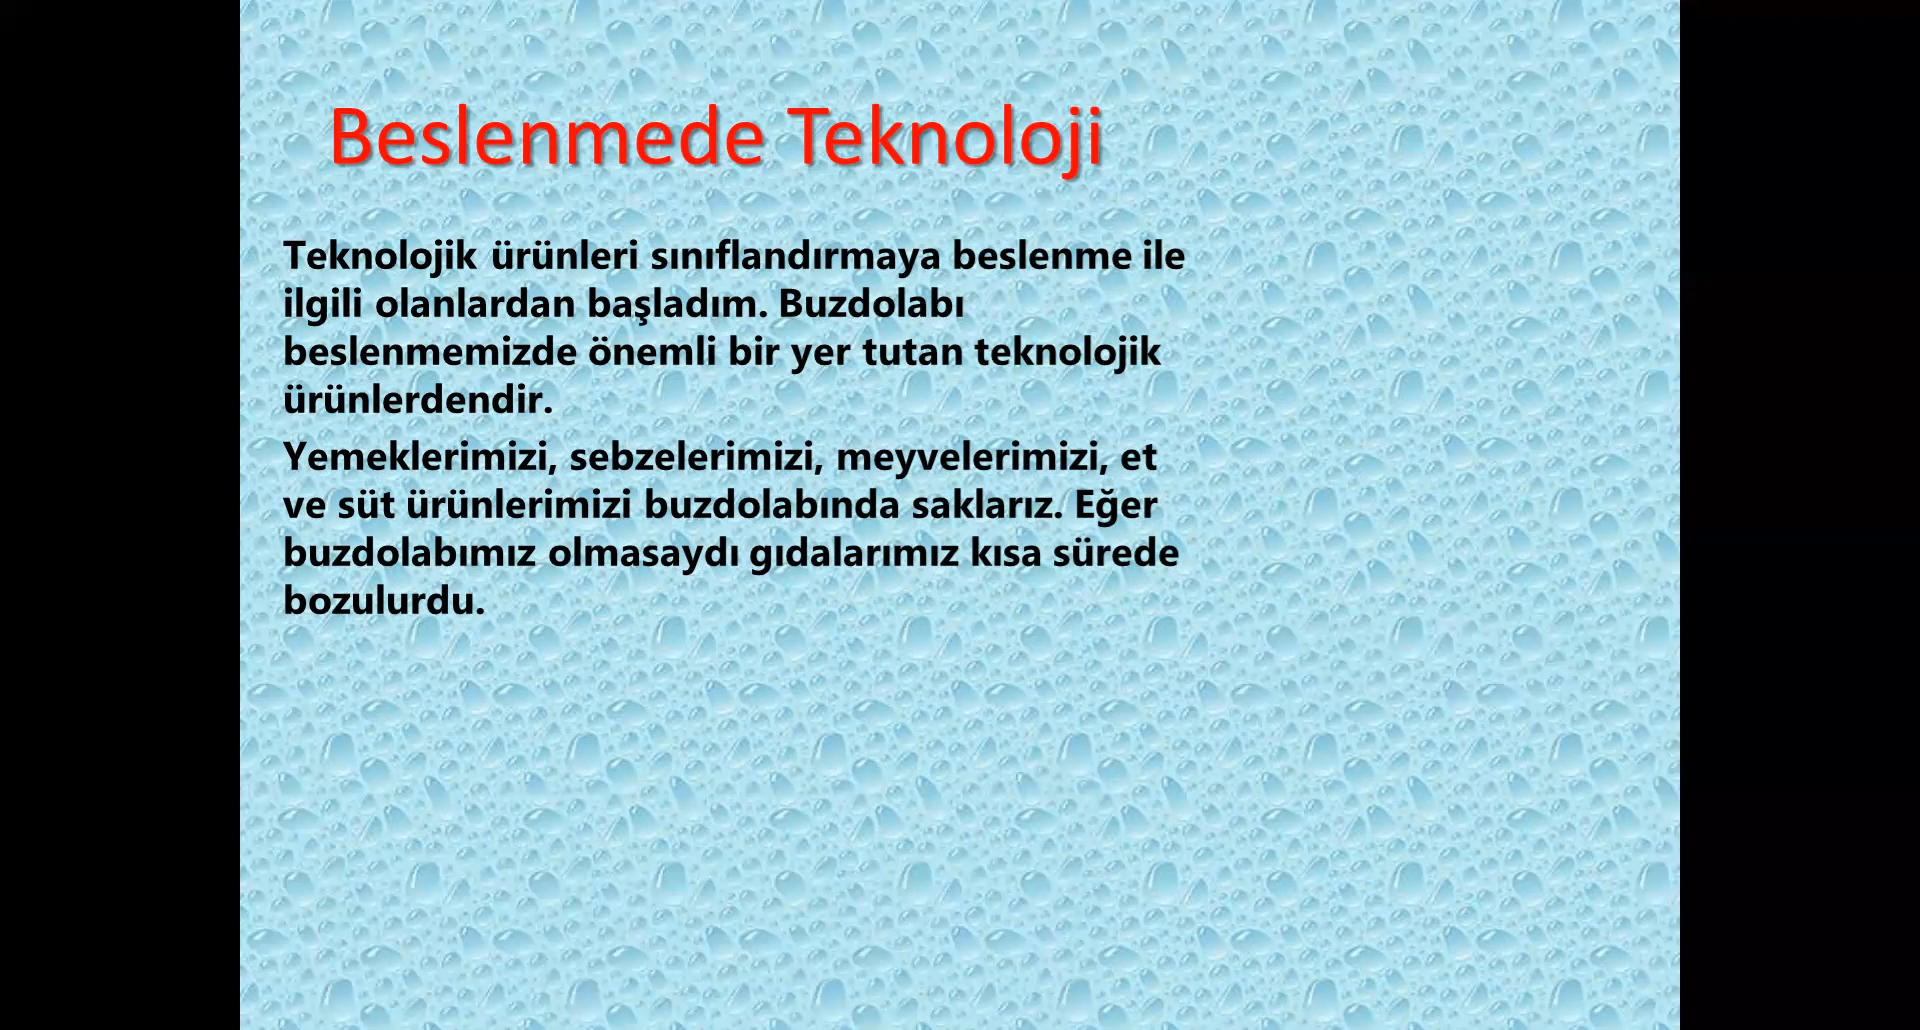 Beslenmede Teknoloji
Teknolojik ürünleri sınıflandırmaya beslenme ile
ilgili olanlardan başladım. Buzdolabı
beslenmemizde önemli bir yer tutan teknolojik
ürünlerdendir.
Yemeklerimizi, sebzelerimizi, meyvelerimizi, et
ve süt ürünlerimizi buzdolabında saklarız. Eğer
buzdolabımız olmasaydı gıdalarımız kısa sürede
bozulurdu.